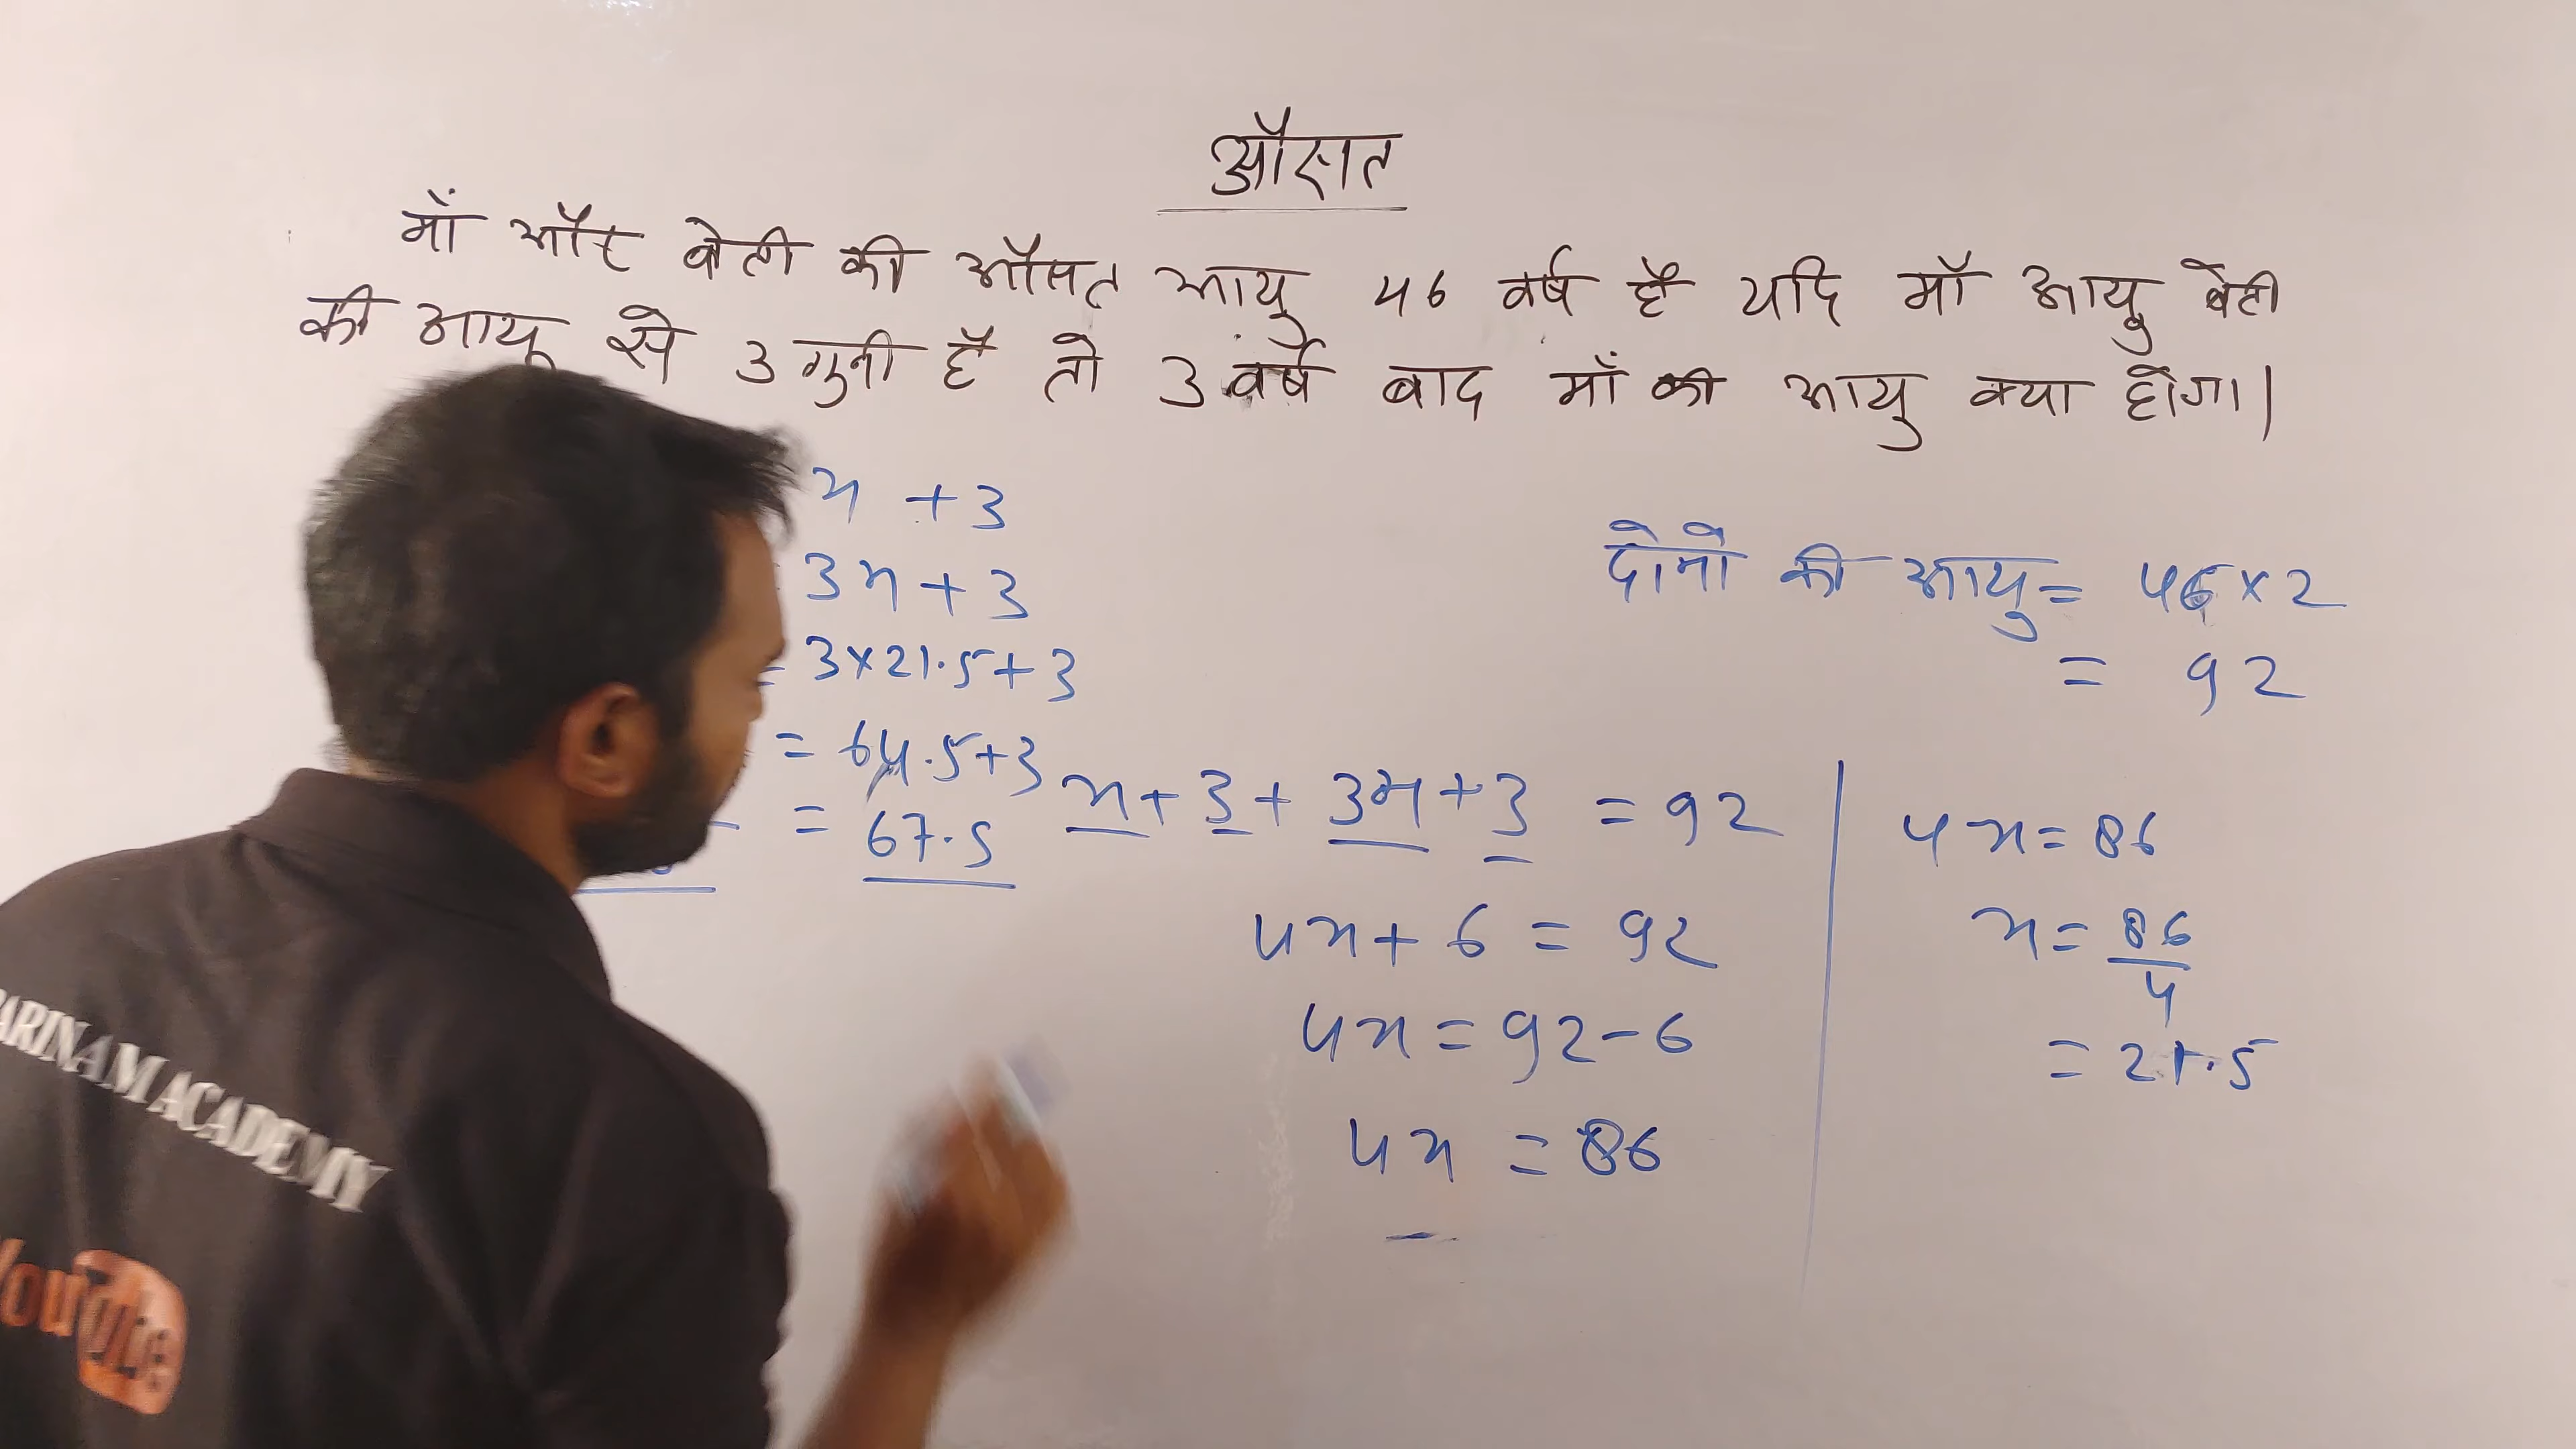 औसत
माँ और बेटी की औसत आयु 46 वर्ष है यदि माँ आयु बेटी
की आयु से 3 गुनी है तो 3 वर्ष बाद माँ की आयु क्या होगा।
x + 3
3x + 3
= 3×21.5+3
= 64.5+3
= 67.5
दोनो की आयु = 46×2
= 92
x + 3 + 3x + 3 = 92
4x + 6 = 92
4x = 92-6
4x = 86
4x = 86
x = 86/4
= 21.5
ARINAM ACADEMY
YouTube